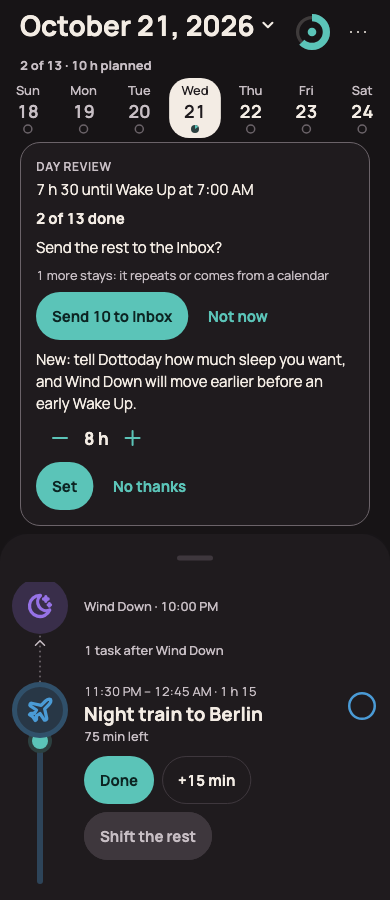 October 21, 2026
2 of 13 · 10 h planned
Sun Mon Tue Wed Thu Fri Sat
18 19 20 21 22 23 24
DAY REVIEW
7 h 30 until Wake Up at 7:00 AM
2 of 13 done
Send the rest to the Inbox?
1 more stays: it repeats or comes from a calendar
Send 10 to Inbox Not now
New: tell Dottoday how much sleep you want,
and Wind Down will move earlier before an
early Wake Up.
8 h
Set No thanks
Wind Down · 10:00 PM
1 task after Wind Down
11:30 PM – 12:45 AM · 1 h 15
Night train to Berlin
75 min left
Done +15 min
Shift the rest